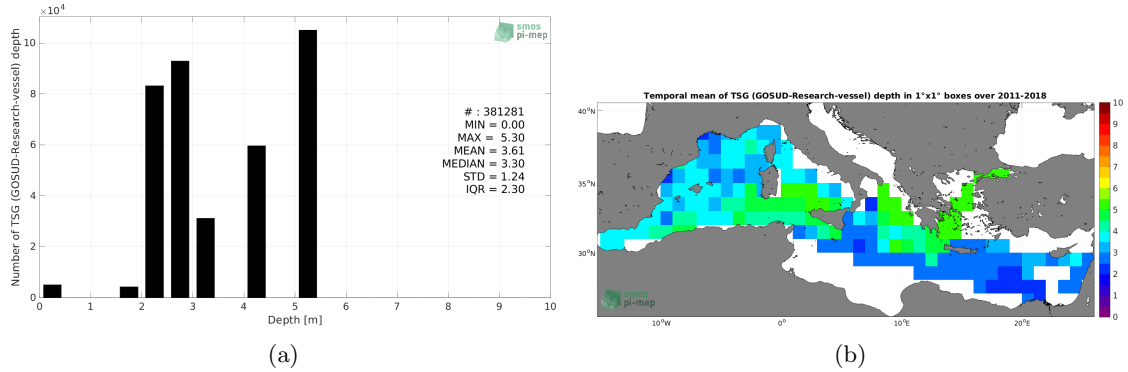 ×10⁴
10
8
6
4
2
0
Number of TSG (GOSUD-Research-vessel) depth
smos
pi-mep
# : 381281
MIN = 0.00
MAX = 5.30
MEAN = 3.61
MEDIAN = 3.30
STD = 1.24
IQR = 2.30
0 1 2 3 4 5 6 7 8 9 10
Depth [m]
(a)
Temporal mean of TSG (GOSUD-Research-vessel) depth in 1°x1° boxes over 2011-2018
40°N
35°N
30°N
10°W 0° 10°E 20°E
smos
pi-mep
10
9
8
7
6
5
4
3
2
1
0
(b)